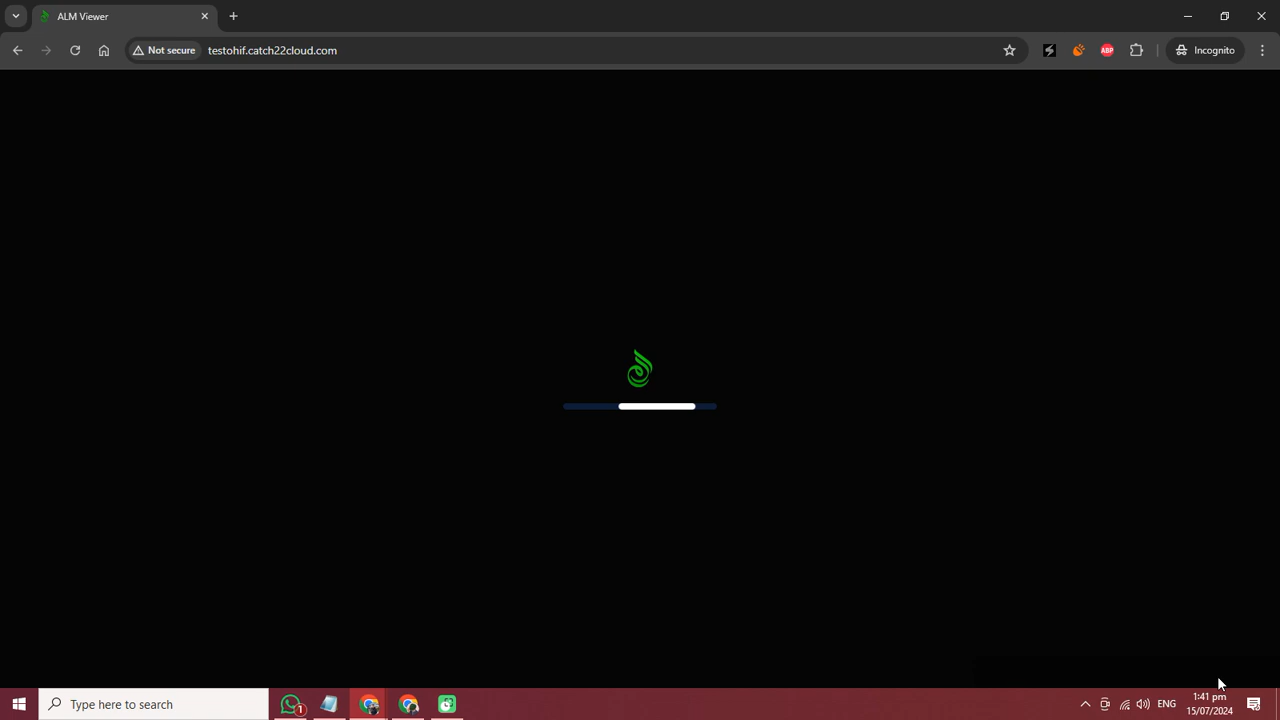 ALM Viewer
Not secure
testohif.catch22cloud.com
ABP
Incognito
Type here to search
1
ENG
1:41 pm
15/07/2024